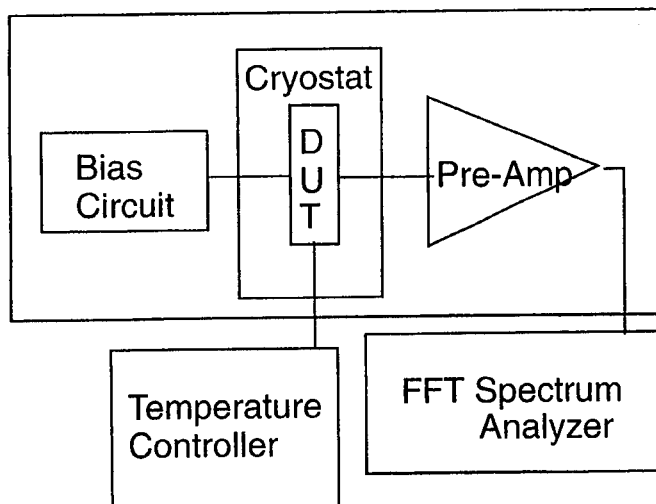 Cryostat
Bias
Circuit
D
U
T
Pre-Amp
Temperature
Controller
FFT Spectrum
Analyzer